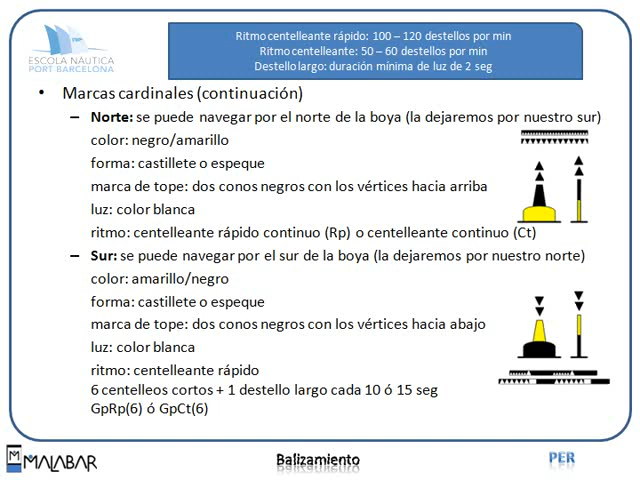 TMP
ESCOLA NÁUTICA
PORT BARCELONA
Ritmo centelleante rápido: 100 – 120 destellos por min
Ritmo centelleante: 50 – 60 destellos por min
Destello largo: duración mínima de luz de 2 seg
• Marcas cardinales (continuación)
– Norte: se puede navegar por el norte de la boya (la dejaremos por nuestro sur)
color: negro/amarillo
forma: castillete o espeque
marca de tope: dos conos negros con los vértices hacia arriba
luz: color blanca
ritmo: centelleante rápido continuo (Rp) o centelleante continuo (Ct)
– Sur: se puede navegar por el sur de la boya (la dejaremos por nuestro norte)
color: amarillo/negro
forma: castillete o espeque
marca de tope: dos conos negros con los vértices hacia abajo
luz: color blanca
ritmo: centelleante rápido
6 centelleos cortos + 1 destello largo cada 10 ó 15 seg
GpRp(6) ó GpCt(6)
MALABAR
Balizamiento
PER